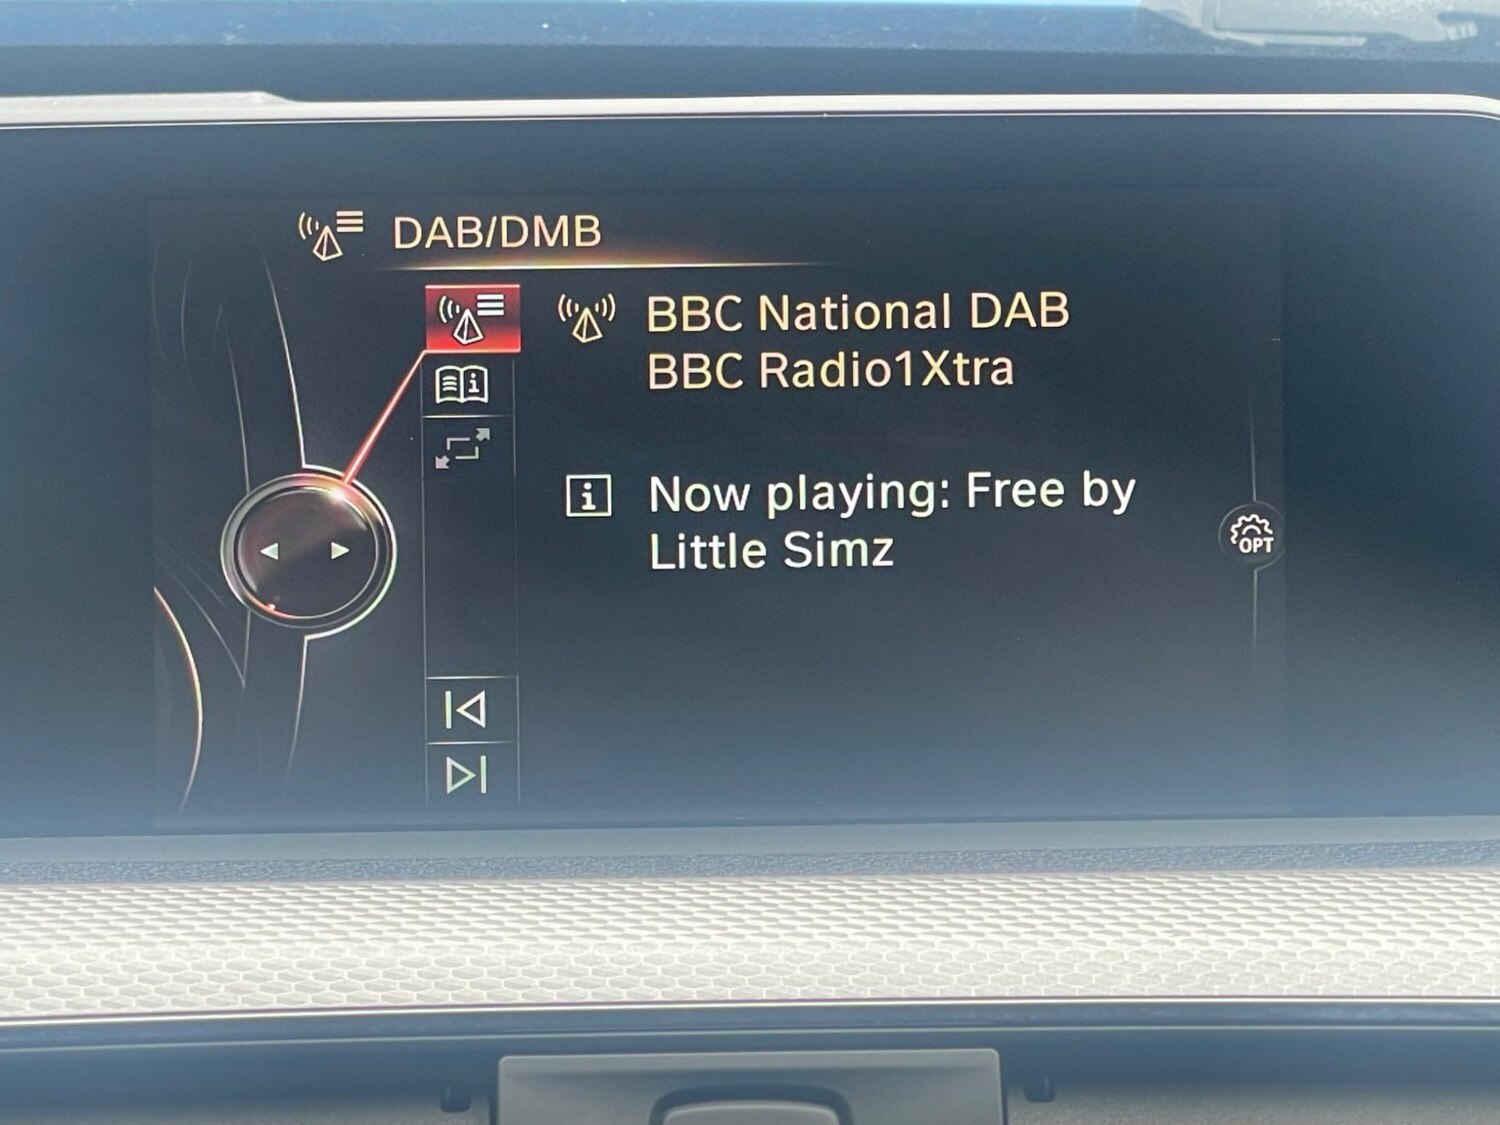 DAB/DMB
BBC National DAB
BBC Radio1Xtra
Now playing: Free by
Little Simz
OPT